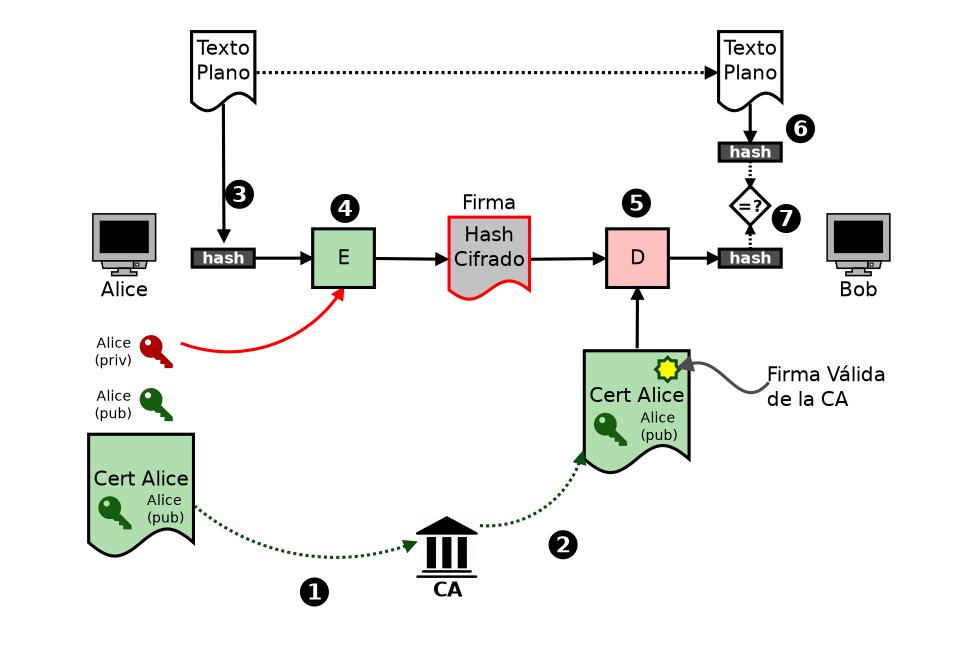 Texto
Plano
Texto
Plano
6
hash
3
4
Firma
5
=?
7
Hash
Cifrado
hash
E
D
hash
Alice
Bob
Alice
(priv)
Alice
(pub)
Firma Válida
de la CA
Cert Alice
Alice
(pub)
Cert Alice
Alice
(pub)
2
CA
1